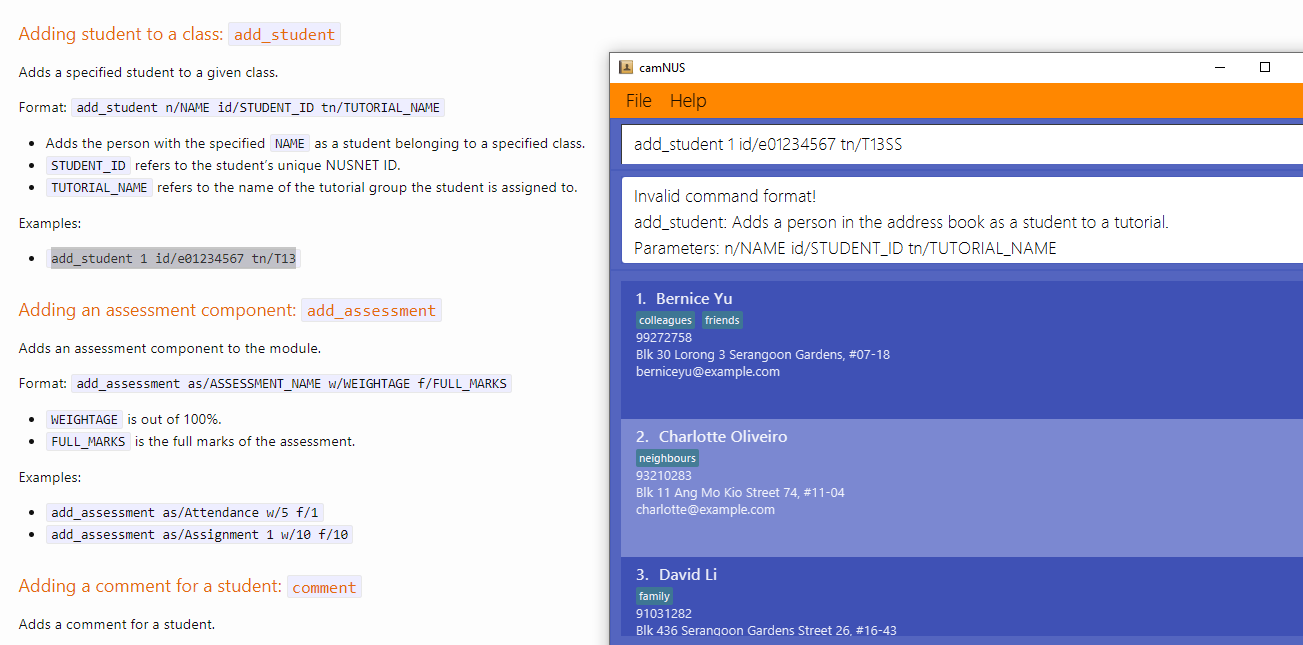 Adding student to a class: add_student
Adds a specified student to a given class.
Format: add_student n/NAME id/STUDENT_ID tn/TUTORIAL_NAME
Adds the person with the specified NAME as a student belonging to a specified class.
STUDENT_ID refers to the student's unique NUSNET ID.
TUTORIAL_NAME refers to the name of the tutorial group the student is assigned to.
Examples:
add_student 1 id/e01234567 tn/T13
Adding an assessment component: add_assessment
Adds an assessment component to the module.
Format: add_assessment as/ASSESSMENT_NAME w/WEIGHTAGE f/FULL_MARKS
WEIGHTAGE is out of 100%.
FULL_MARKS is the full marks of the assessment.
Examples:
add_assessment as/Attendance w/5 f/1
add_assessment as/Assignment 1 w/10 f/10
Adding a comment for a student: comment
Adds a comment for a student.
camNUS
File Help
add_student 1 id/e01234567 tn/T13SS
Invalid command format!
add_student: Adds a person in the address book as a student to a tutorial.
Parameters: n/NAME id/STUDENT_ID tn/TUTORIAL_NAME
1. Bernice Yu
colleagues friends
99272758
Blk 30 Lorong 3 Serangoon Gardens, #07-18
berniceyu@example.com
2. Charlotte Oliveiro
neighbours
93210283
Blk 11 Ang Mo Kio Street 74, #11-04
charlotte@example.com
3. David Li
family
91031282
Blk 436 Serangoon Gardens Street 26, #16-43